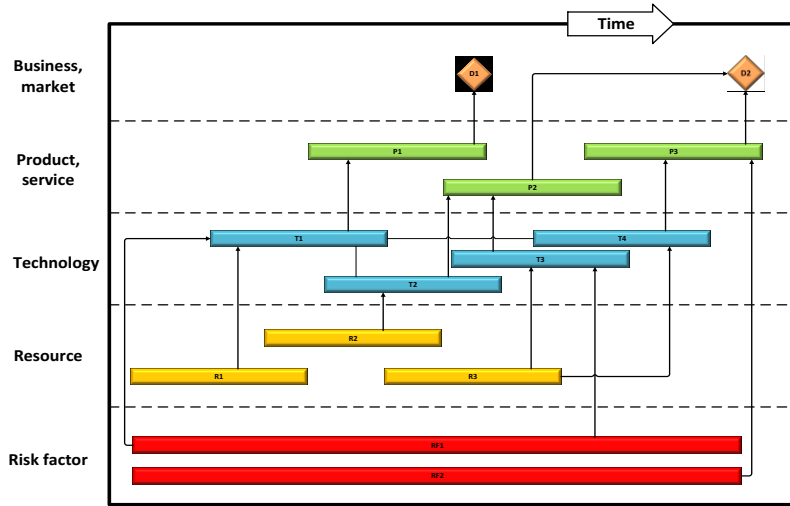 Time
Business,
market
D1
D2
Product,
service
P1
P3
P2
Technology
T1
T4
T3
T2
Resource
R2
R1
R3
Risk factor
RF1
RF2